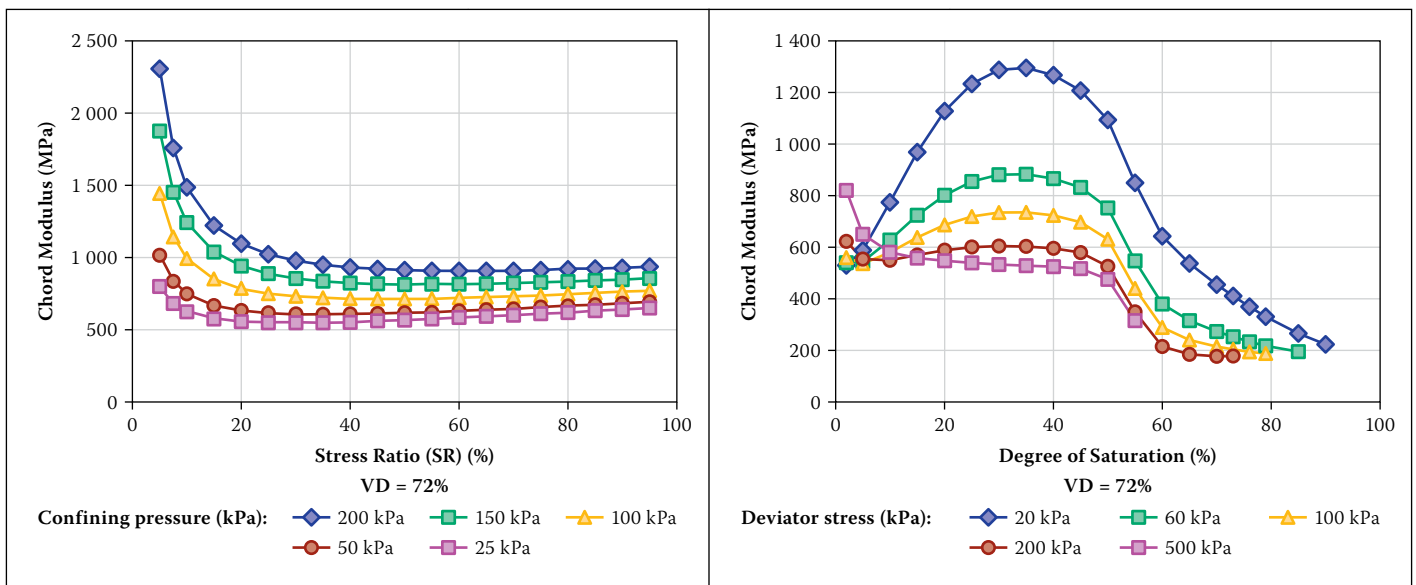 2 500
2 000
1 500
1 000
500
0
Chord Modulus (MPa)
0 20 40 60 80 100
Stress Ratio (SR) (%)
VD = 72%
Confining pressure (kPa): 200 kPa 150 kPa 100 kPa
50 kPa 25 kPa
1 400
1 200
1 000
800
600
400
200
0
Chord Modulus (MPa)
0 20 40 60 80 100
Degree of Saturation (%)
VD = 72%
Deviator stress (kPa): 20 kPa 60 kPa 100 kPa
200 kPa 500 kPa